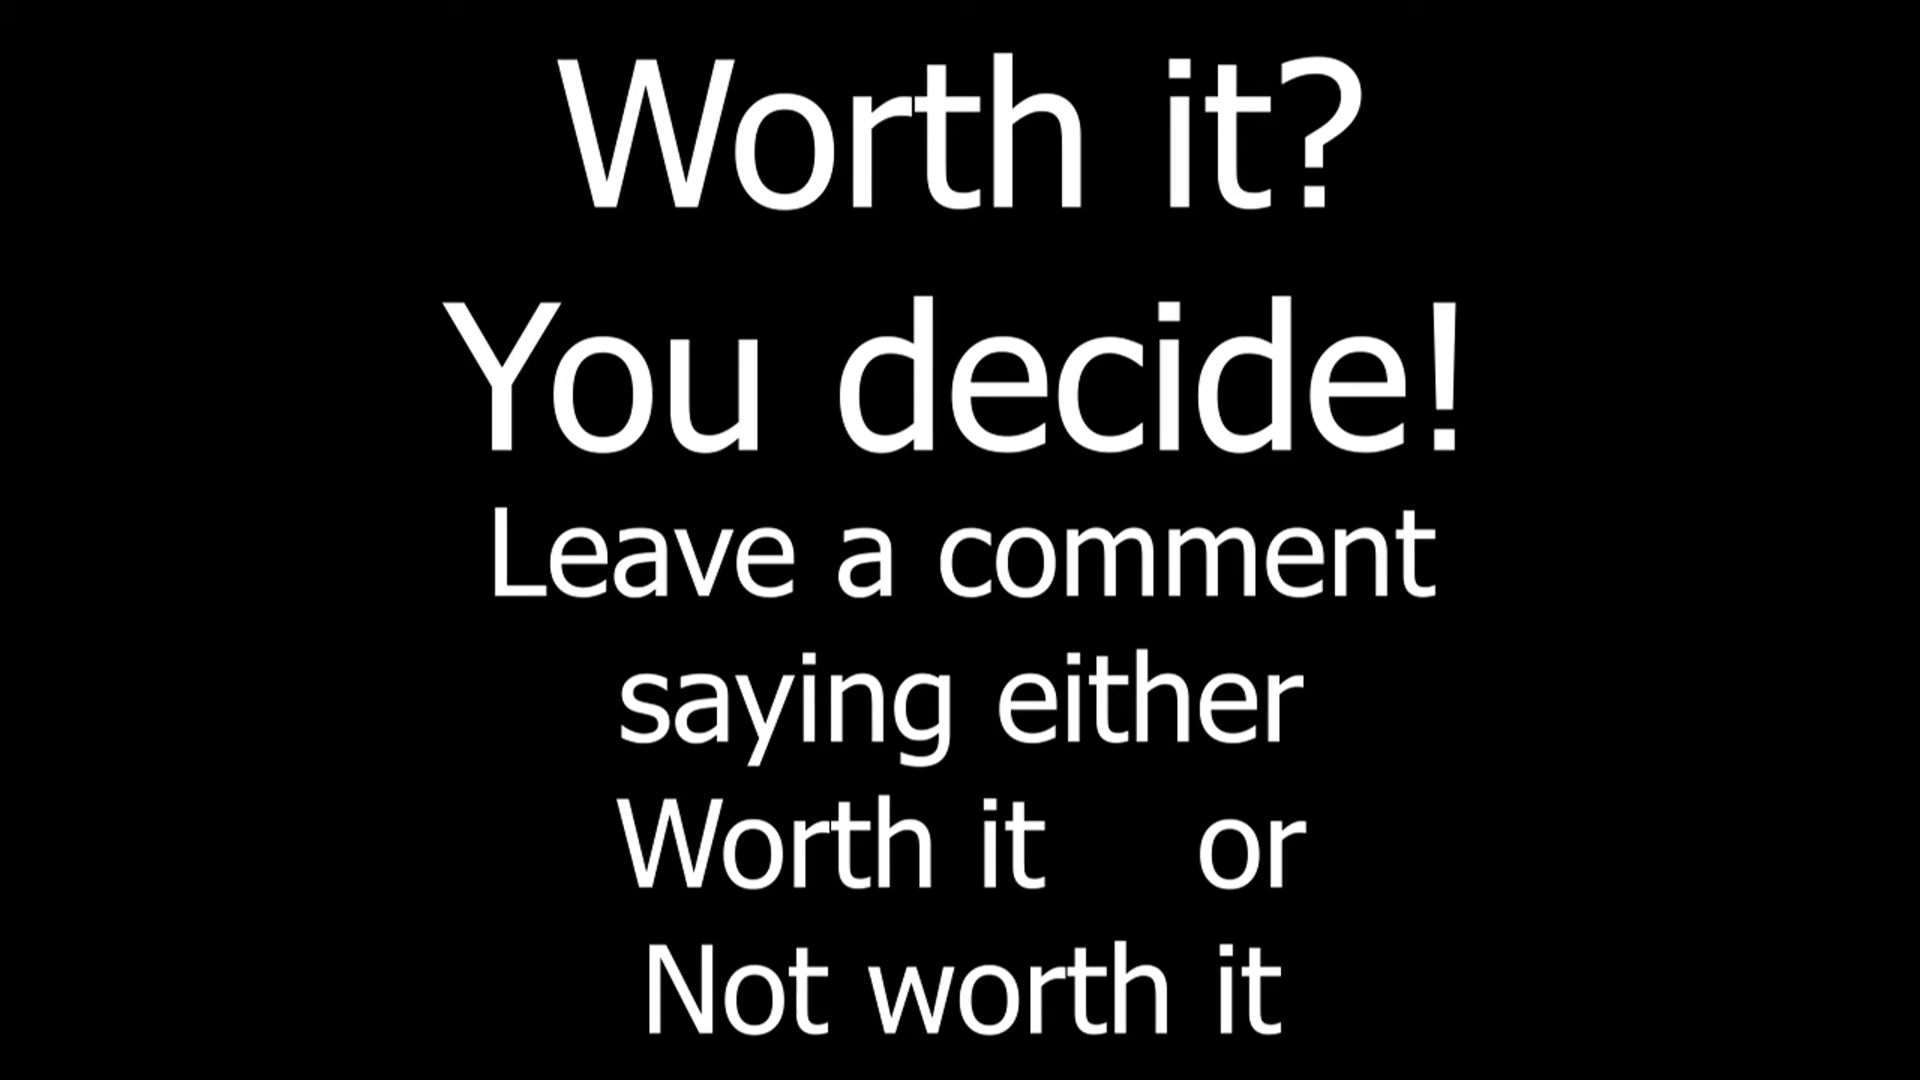 Worth it?
You decide!
Leave a comment
saying either
Worth it or
Not worth it